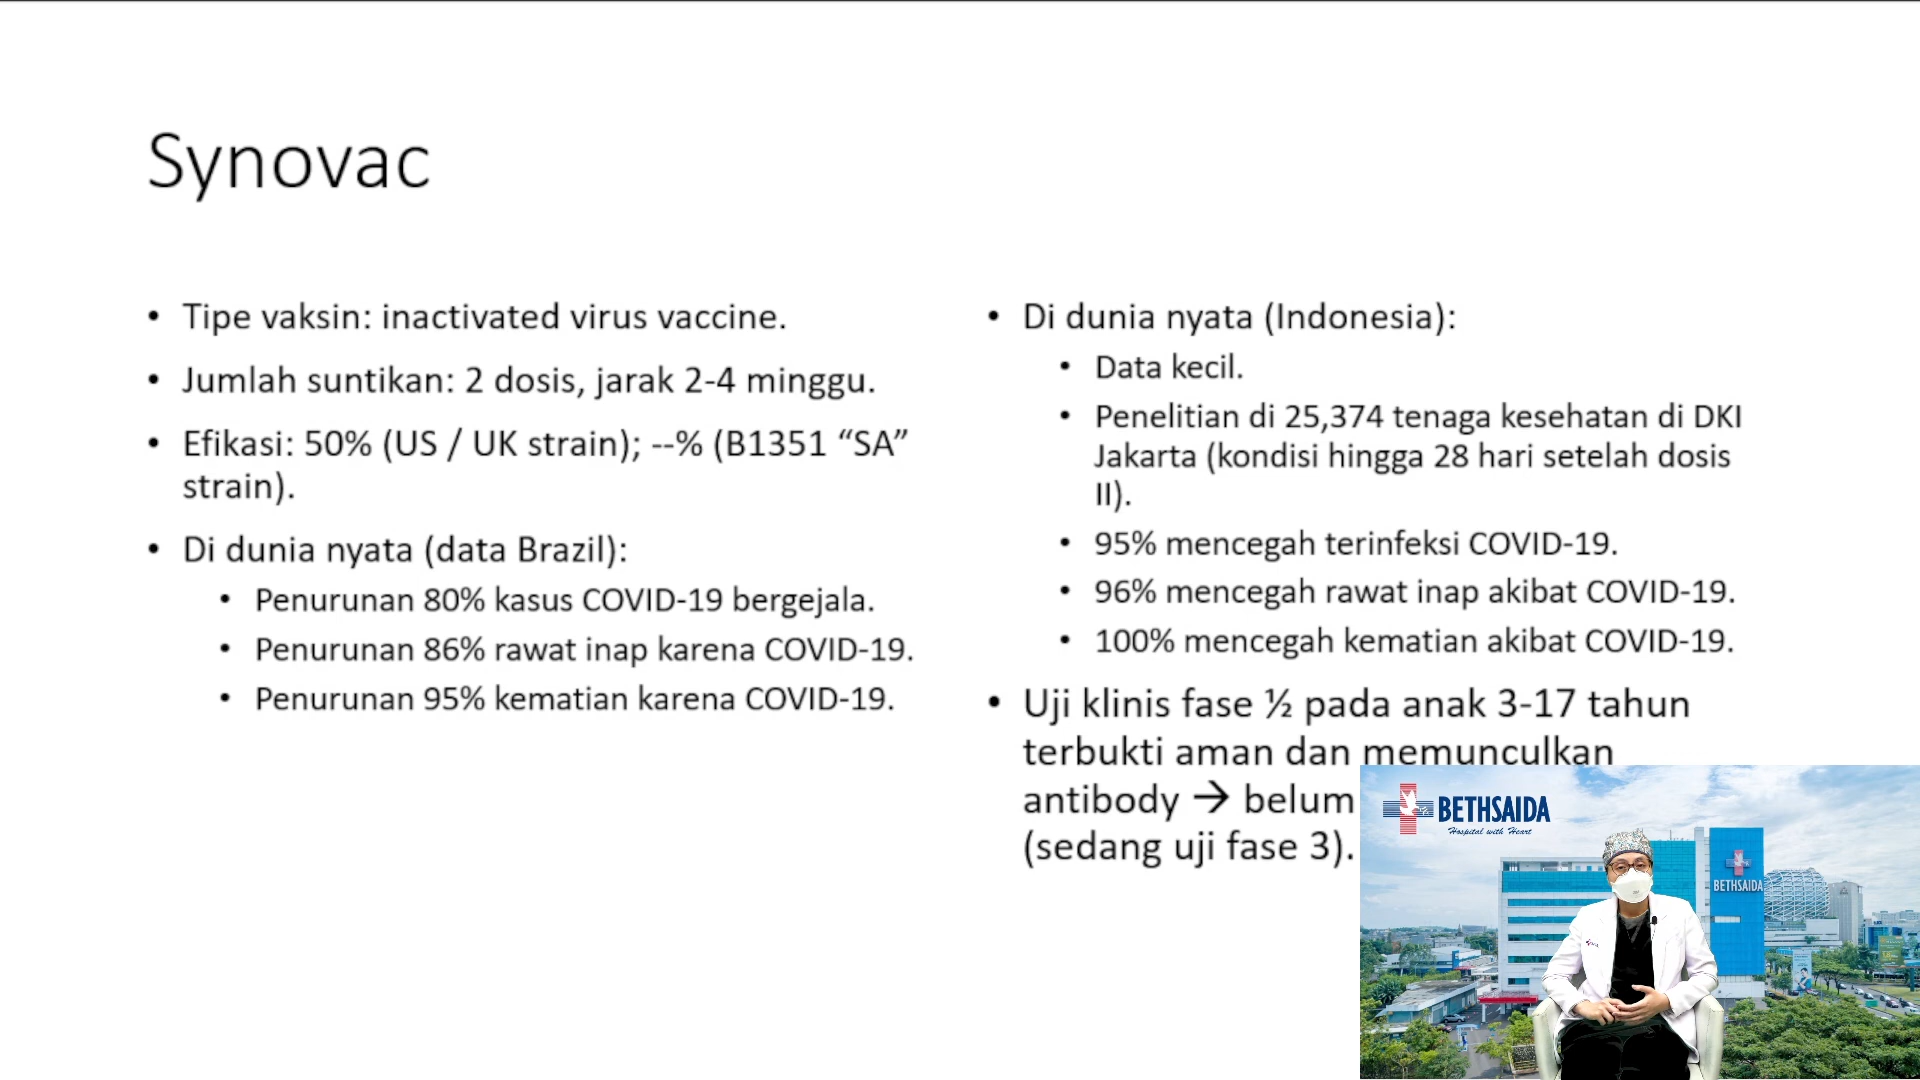 Synovac
• Tipe vaksin: inactivated virus vaccine.
• Jumlah suntikan: 2 dosis, jarak 2-4 minggu.
• Efikasi: 50% (US / UK strain); --% (B1351 “SA”
strain).
• Di dunia nyata (data Brazil):
• Penurunan 80% kasus COVID-19 bergejala.
• Penurunan 86% rawat inap karena COVID-19.
• Penurunan 95% kematian karena COVID-19.
• Di dunia nyata (Indonesia):
• Data kecil.
• Penelitian di 25,374 tenaga kesehatan di DKI
Jakarta (kondisi hingga 28 hari setelah dosis
II).
• 95% mencegah terinfeksi COVID-19.
• 96% mencegah rawat inap akibat COVID-19.
• 100% mencegah kematian akibat COVID-19.
• Uji klinis fase ½ pada anak 3-17 tahun
terbukti aman dan memunculkan
antibody → belum
(sedang uji fase 3).
BETHSAIDA
Hospital with Heart
BETHSAIDA